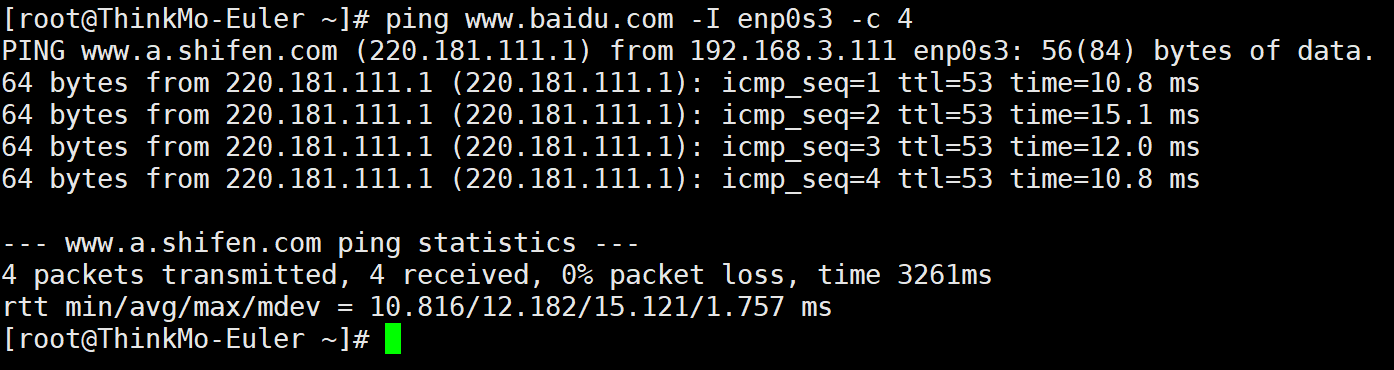 [root@ThinkMo-Euler ~]# ping www.baidu.com -I enp0s3 -c 4
PING www.a.shifen.com (220.181.111.1) from 192.168.3.111 enp0s3: 56(84) bytes of data.
64 bytes from 220.181.111.1 (220.181.111.1): icmp_seq=1 ttl=53 time=10.8 ms
64 bytes from 220.181.111.1 (220.181.111.1): icmp_seq=2 ttl=53 time=15.1 ms
64 bytes from 220.181.111.1 (220.181.111.1): icmp_seq=3 ttl=53 time=12.0 ms
64 bytes from 220.181.111.1 (220.181.111.1): icmp_seq=4 ttl=53 time=10.8 ms
--- www.a.shifen.com ping statistics ---
4 packets transmitted, 4 received, 0% packet loss, time 3261ms
rtt min/avg/max/mdev = 10.816/12.182/15.121/1.757 ms
[root@ThinkMo-Euler ~]#